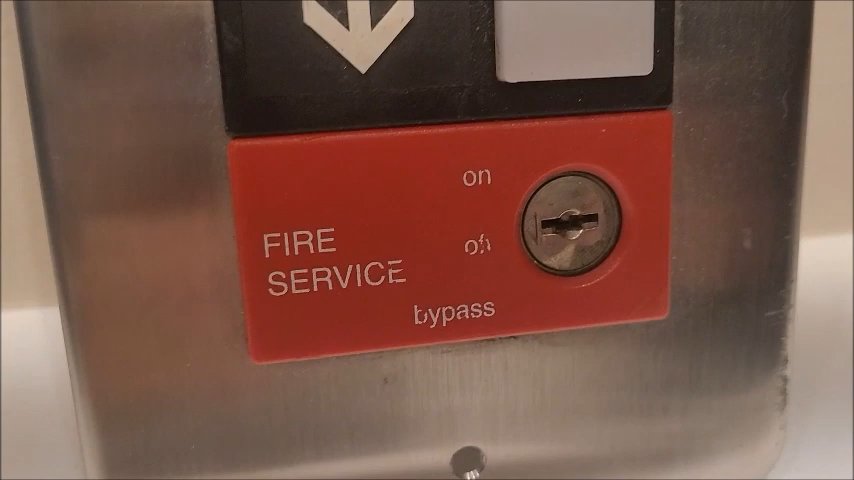 on
FIRE
off
SERVICE
bypass